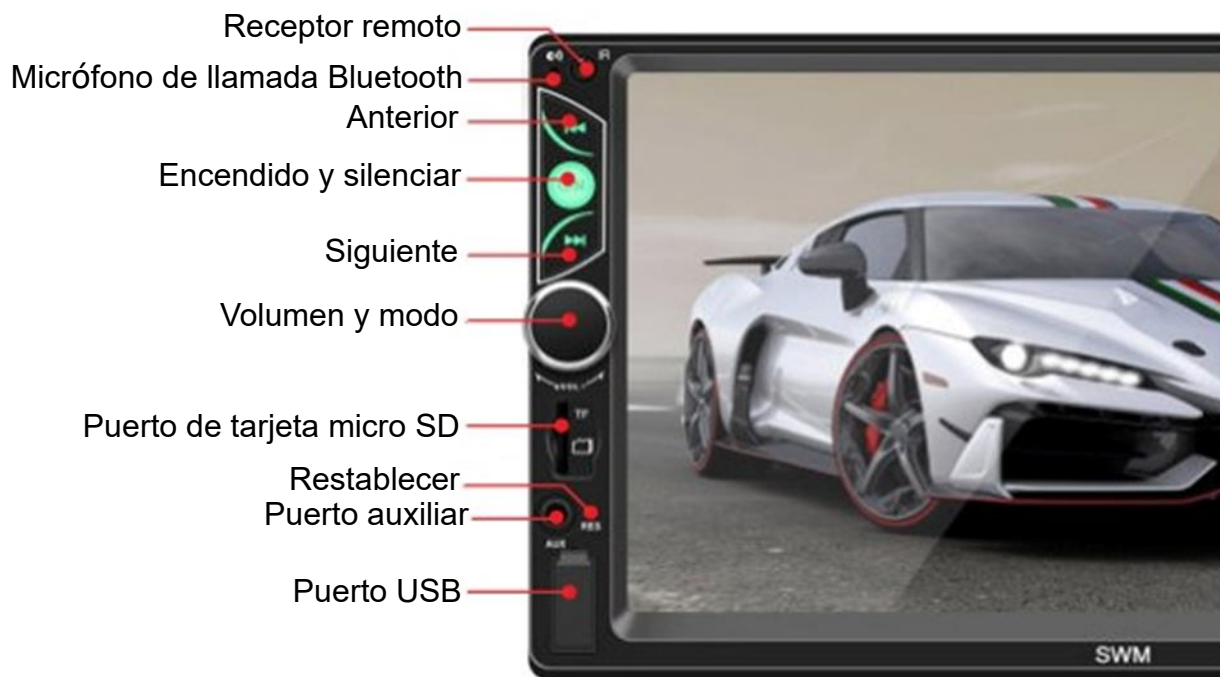 Receptor remoto
IR
Micrófono de llamada Bluetooth
Anterior
Encendido y silenciar
Siguiente
Volumen y modo
VOL
Puerto de tarjeta micro SD
TF
Restablecer
Puerto auxiliar
RES
AUX
Puerto USB
SWM